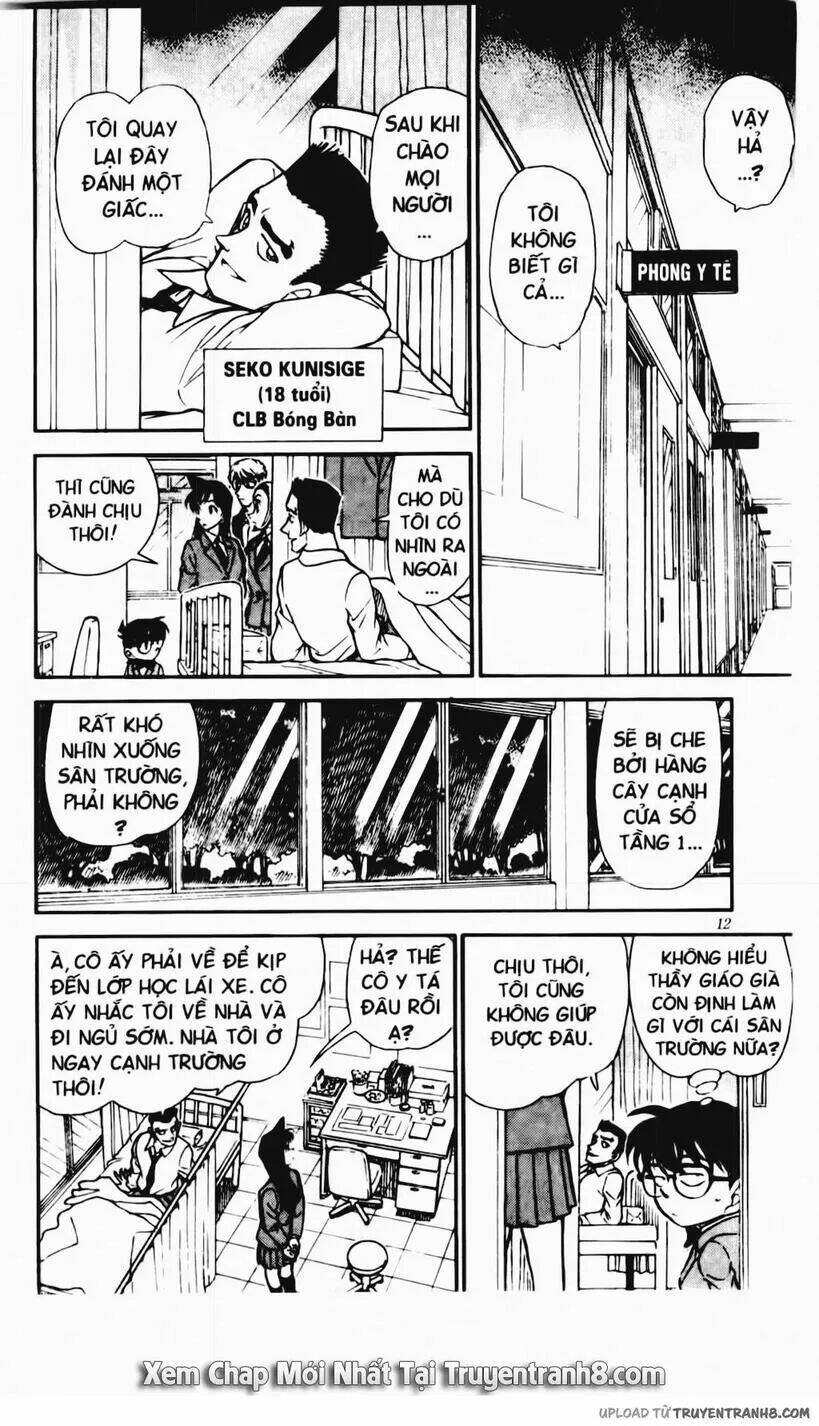 VẬY
HẢ
...?
TÔI
KHÔNG
BIẾT GÌ
CẢ...
PHÒNG Y TẾ
SAU KHI
CHÀO
MỌI
NGƯỜI
...
TÔI QUAY
LẠI ĐÂY
ĐÁNH MỘT
GIẤC...
SEKO KUNISIGE
(18 tuổi)
CLB Bóng Bàn
MÀ
CHO DÙ
TÔI CÓ
NHÌN RA
NGOÀI
...
THÌ CŨNG
ĐÀNH CHỊU
THÔI!
SẼ BỊ CHE
BỞI HÀNG
CÂY CẠNH
CỬA SỔ
TẦNG 1...
RẤT KHÓ
NHÌN XUỐNG
SÂN TRƯỜNG,
PHẢI KHÔNG
?
12
KHÔNG HIỂU
THẦY GIÁO GIÀ
CÒN ĐỊNH LÀM
GÌ VỚI CÁI SÂN
TRƯỜNG NỮA?
CHỊU THÔI,
TÔI CŨNG
KHÔNG GIÚP
ĐƯỢC ĐÂU.
HẢ? THẾ
CÔ Y TÁ
ĐÂU RỒI
Ạ?
À, CÔ ẤY PHẢI VỀ ĐỂ KỊP
ĐẾN LỚP HỌC LÁI XE. CÔ
ẤY NHẮC TÔI VỀ NHÀ VÀ
ĐI NGỦ SỚM. NHÀ TÔI Ở
NGAY CẠNH TRƯỜNG
THÔI!
Xem Chap Mới Nhất Tại Truyentranh8.com
UPLOAD TỪ TRUYENTRANH8.COM